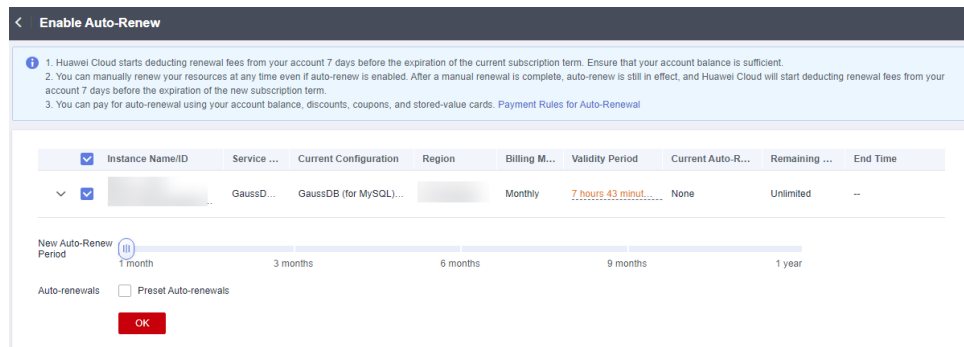 Enable Auto-Renew
1. Huawei Cloud starts deducting renewal fees from your account 7 days before the expiration of the current subscription term. Ensure that your account balance is sufficient.
2. You can manually renew your resources at any time even if auto-renew is enabled. After a manual renewal is complete, auto-renew is still in effect, and Huawei Cloud will start deducting renewal fees from your
account 7 days before the expiration of the new subscription term.
3. You can pay for auto-renewal using your account balance, discounts, coupons, and stored-value cards. Payment Rules for Auto-Renewal
Instance Name/ID Service ... Current Configuration Region Billing M... Validity Period Current Auto-R... Remaining ... End Time
... GaussD... GaussDB (for MySQL)... Monthly 7 hours 43 minut... None Unlimited --
New Auto-Renew
Period
1 month 3 months 6 months 9 months 1 year
Auto-renewals Preset Auto-renewals
OK